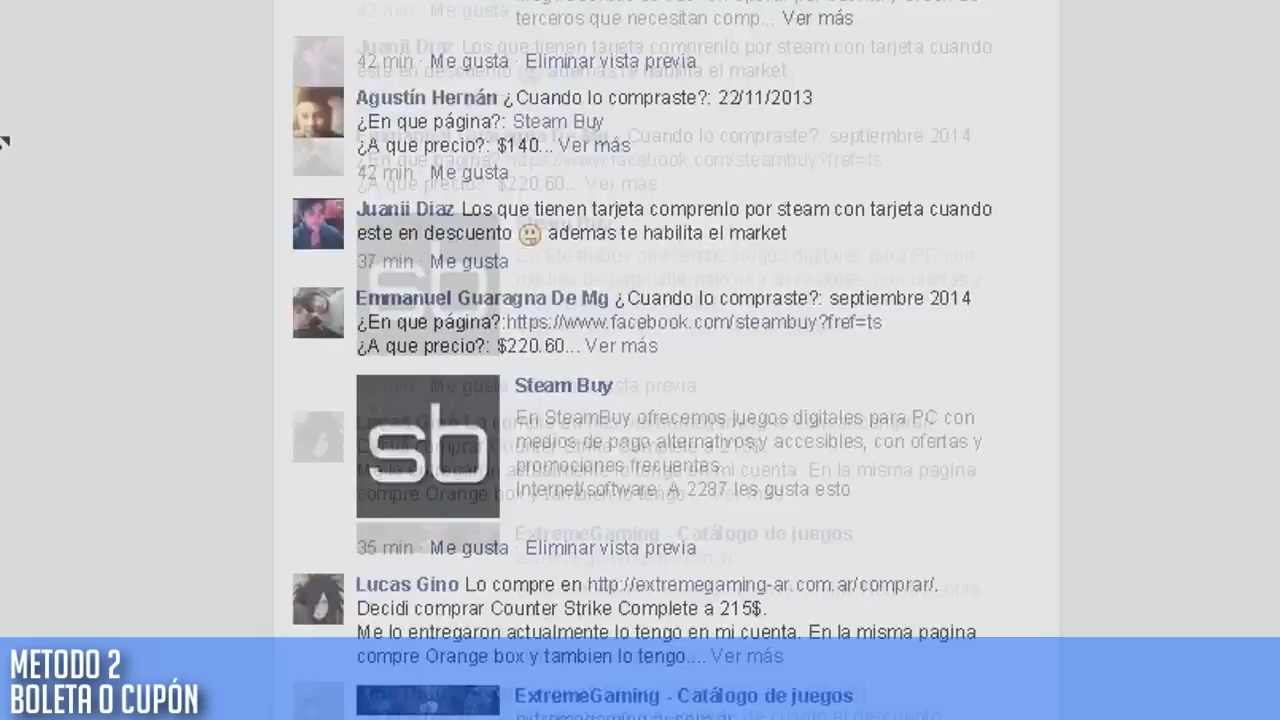 terceros que necesitan comp... Ver más
42 min · Me gusta · Eliminar vista previa
Agustín Hernán ¿Cuando lo compraste?: 22/11/2013
¿En que página?: Steam Buy
¿A que precio?: $140... Ver más
42 min · Me gusta
Juanii Diaz Los que tienen tarjeta comprenlo por steam con tarjeta cuando
este en descuento ademas te habilita el market
37 min · Me gusta
Emmanuel Guaragna De Mg ¿Cuando lo compraste?: septiembre 2014
¿En que página?:https://www.facebook.com/steambuy?fref=ts
¿A que precio?: $220.60... Ver más
sb
Steam Buy
En SteamBuy ofrecemos juegos digitales para PC con
medios de pago alternativos y accesibles, con ofertas y
promociones frecuentes.
Internet/software: A 2287 les gusta esto
35 min · Me gusta · Eliminar vista previa
Lucas Gino Lo compre en http://extremegaming-ar.com.ar/comprar/.
Decidi comprar Counter Strike Complete a 215$.
Me lo entregaron actualmente lo tengo en mi cuenta. En la misma pagina
compre Orange box y tambien lo tengo.... Ver más
ExtremeGaming - Catálogo de juegos
METODO 2
BOLETA O CUPÓN